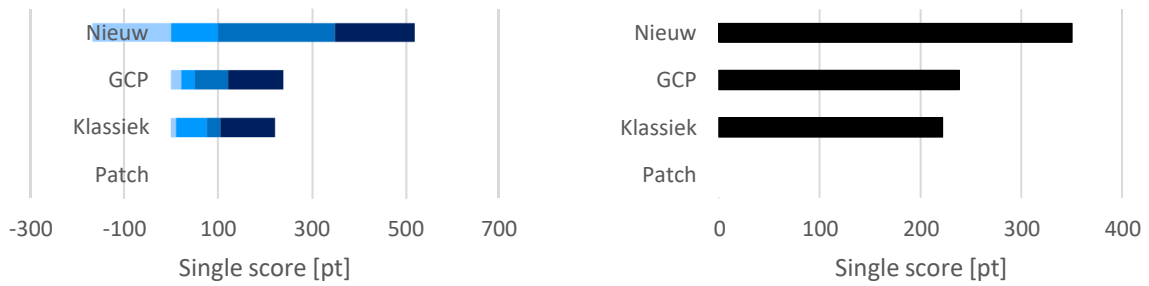 Nieuw
GCP
Klassiek
Patch
-300 -100 100 300 500 700
Single score [pt]
Nieuw
GCP
Klassiek
Patch
0 100 200 300 400
Single score [pt]